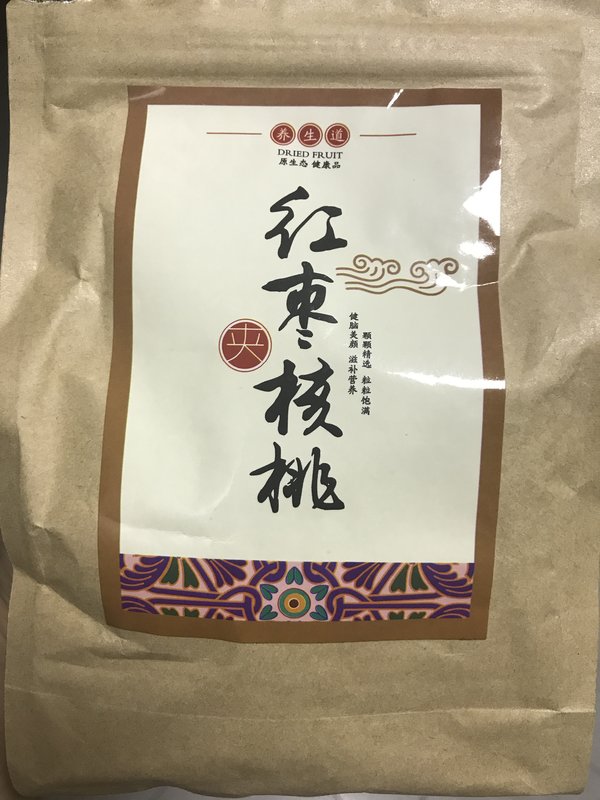 养生道
DRIED FRUIT
原生态 健康品
红枣
夹
核桃
颗颗精选 粒粒饱满
健脑美颜 滋补营养